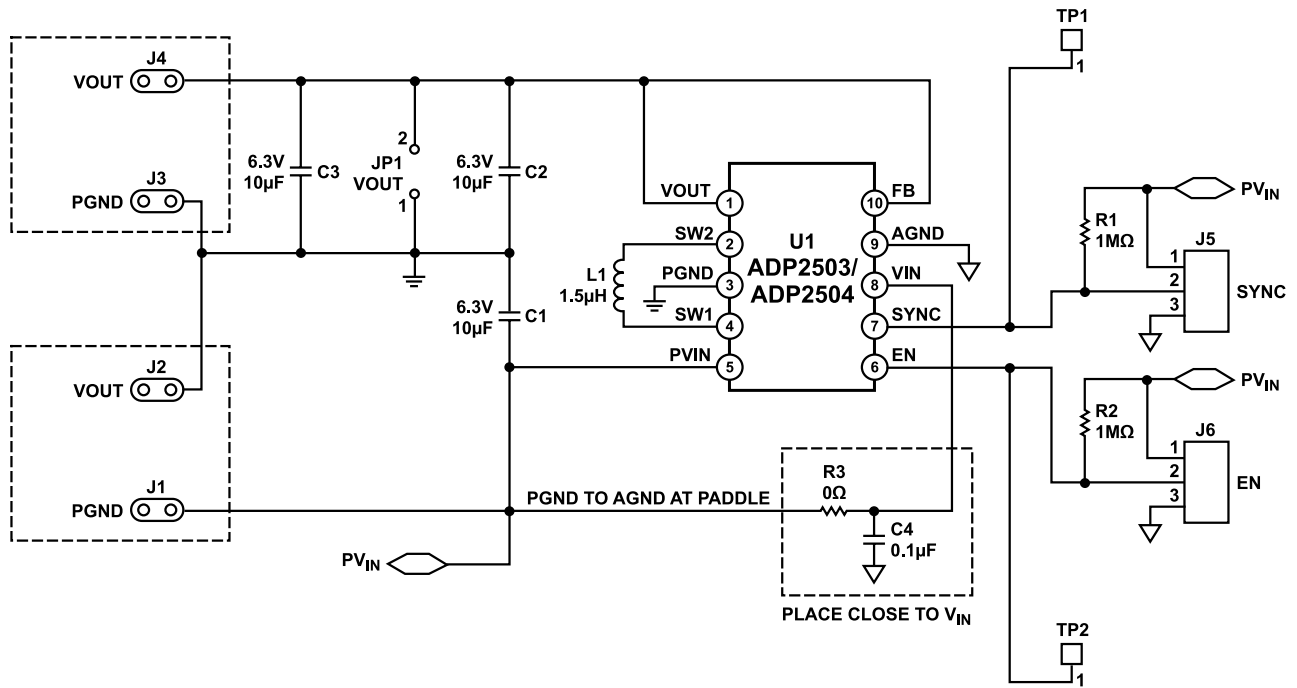 TP1
1
J4
VOUT
J3
PGND
6.3V
10µF
C3
2
JP1
VOUT
1
6.3V
10µF
C2
6.3V
10µF
C1
J2
VOUT
J1
PGND
PV_IN
L1
1.5µH
VOUT
SW2
PGND
SW1
PVIN
1
2
3
4
5
U1
ADP2503/
ADP2504
10
9
8
7
6
FB
AGND
VIN
SYNC
EN
R1
1MΩ
PV_IN
J5
1
2
3
SYNC
R2
1MΩ
PV_IN
J6
1
2
3
EN
PGND TO AGND AT PADDLE
R3
0Ω
C4
0.1µF
PLACE CLOSE TO V_IN
TP2
1